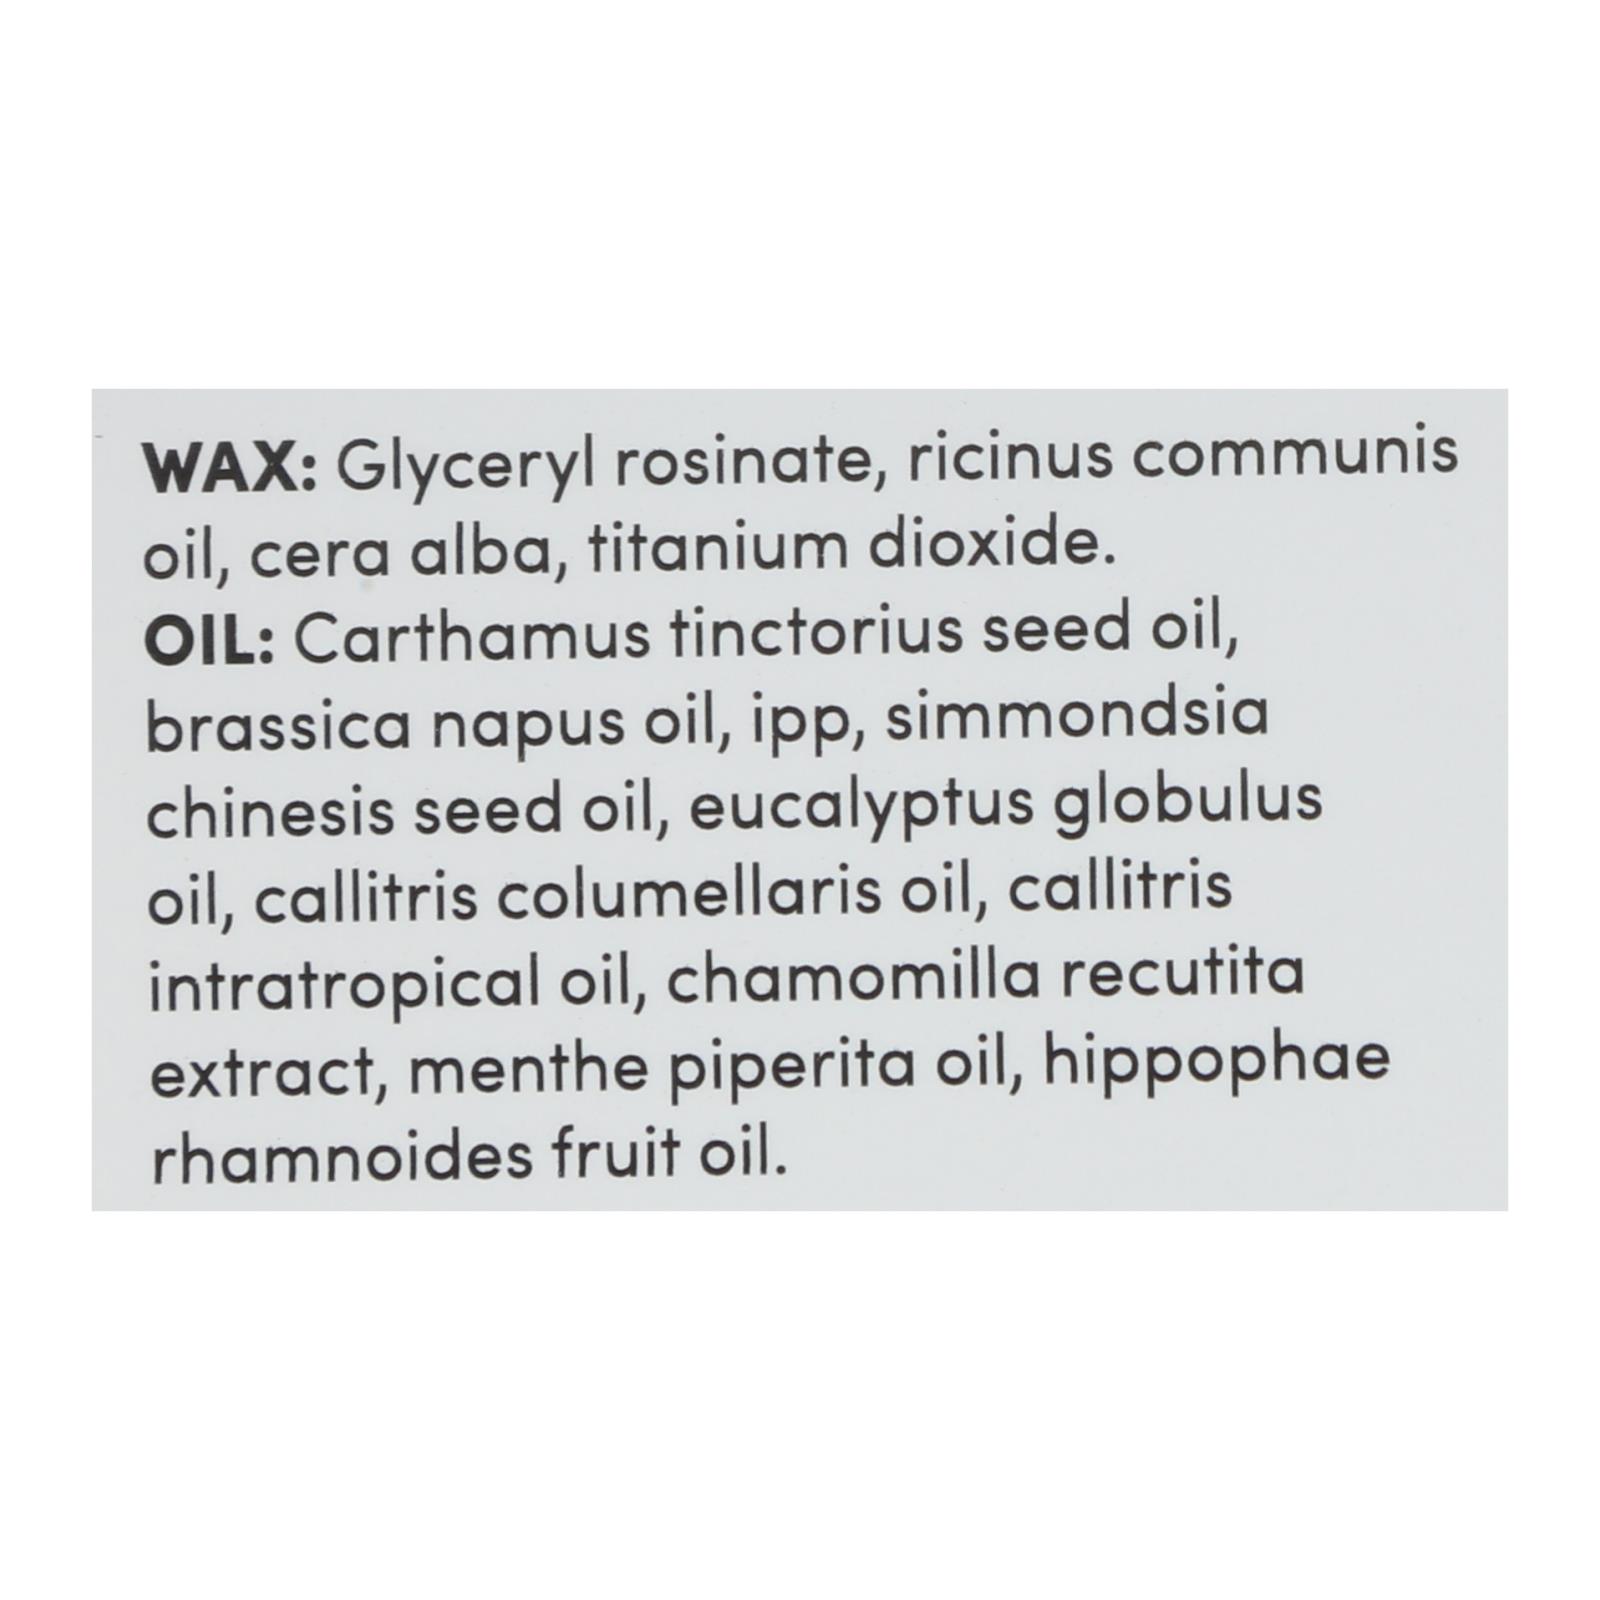 WAX: Glyceryl rosinate, ricinus communis
oil, cera alba, titanium dioxide.
OIL: Carthamus tinctorius seed oil,
brassica napus oil, ipp, simmondsia
chinesis seed oil, eucalyptus globulus
oil, callitris columellaris oil, callitris
intratropical oil, chamomilla recutita
extract, menthe piperita oil, hippophae
rhamnoides fruit oil.